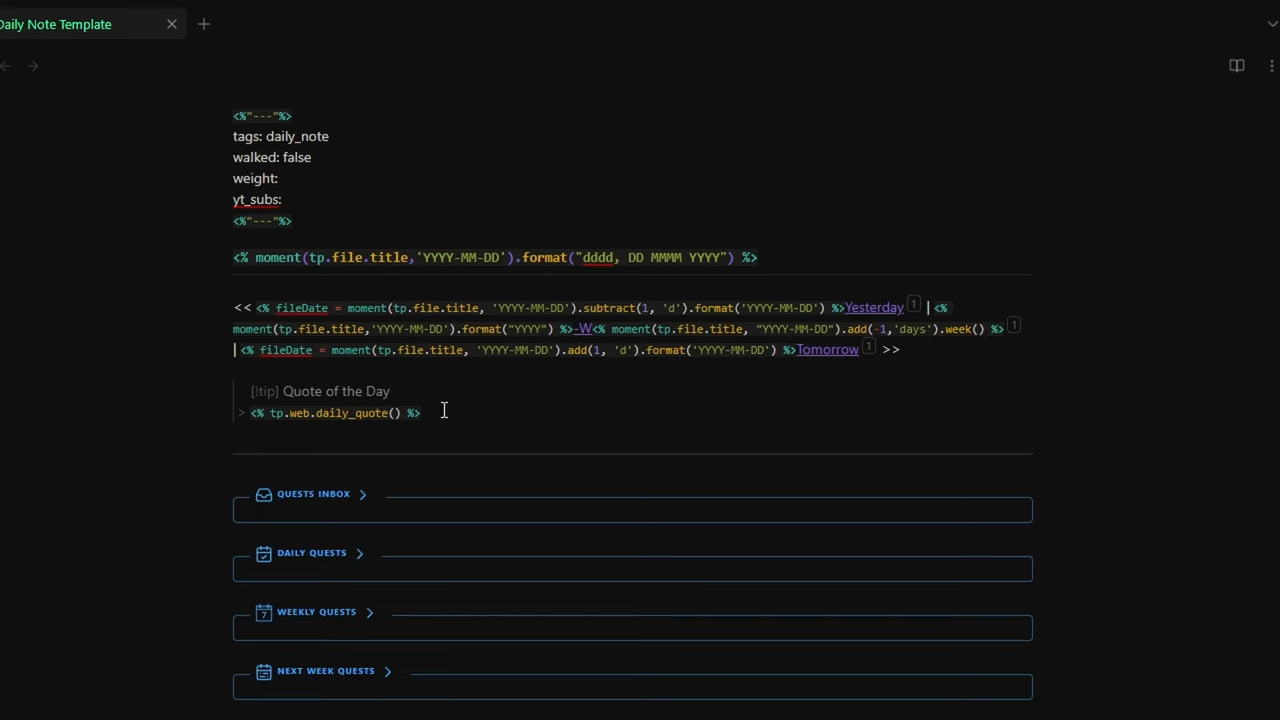 Daily Note Template
<%"---"%>
tags: daily_note
walked: false
weight:
yt_subs:
<%"---"%>
<% moment(tp.file.title,'YYYY-MM-DD').format("dddd, DD MMMM YYYY") %>
<< <% fileDate = moment(tp.file.title, 'YYYY-MM-DD').subtract(1, 'd').format('YYYY-MM-DD') %>Yesterday 1 |<%
moment(tp.file.title,'YYYY-MM-DD').format("YYYY") %>-W<% moment(tp.file.title, "YYYY-MM-DD").add(-1,'days').week() %> 1
|<% fileDate = moment(tp.file.title, 'YYYY-MM-DD').add(1, 'd').format('YYYY-MM-DD') %>Tomorrow 1 >>
[!tip] Quote of the Day
> <% tp.web.daily_quote() %>
QUESTS INBOX
DAILY QUESTS
7 WEEKLY QUESTS
NEXT WEEK QUESTS